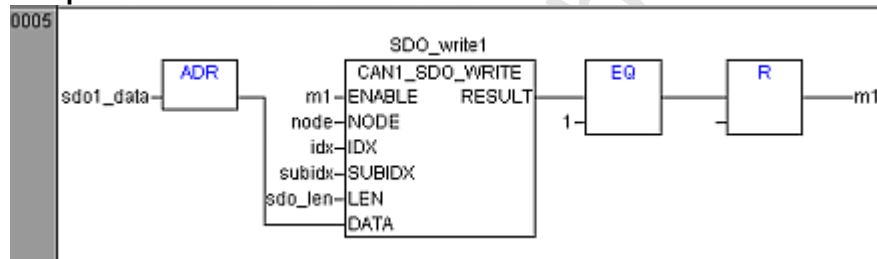 0005
SDO_write1
ADR CAN1_SDO_WRITE EQ R
sdo1_data m1 ENABLE RESULT m1
node NODE 1
idx IDX
subidx SUBIDX
sdo_len LEN
DATA